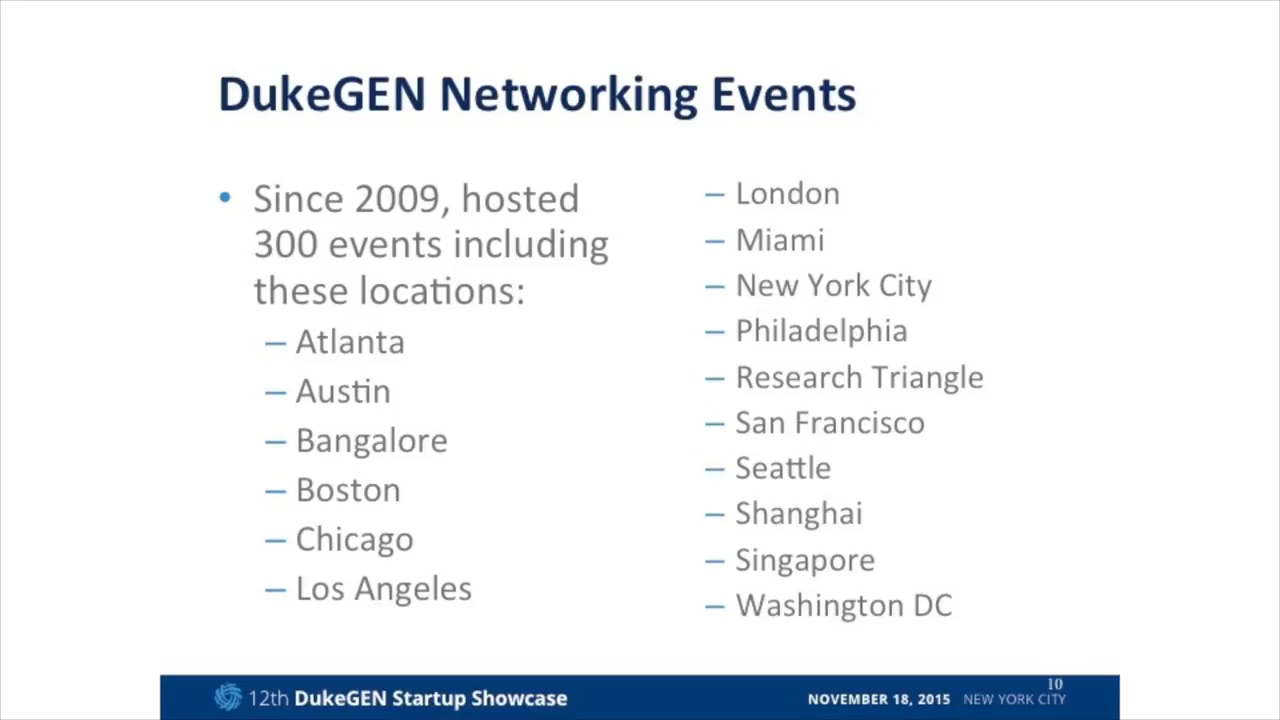 DukeGEN Networking Events
• Since 2009, hosted
300 events including
these locations:
– Atlanta
– Austin
– Bangalore
– Boston
– Chicago
– Los Angeles
– London
– Miami
– New York City
– Philadelphia
– Research Triangle
– San Francisco
– Seattle
– Shanghai
– Singapore
– Washington DC
12th DukeGEN Startup Showcase
10
NOVEMBER 18, 2015 NEW YORK CITY